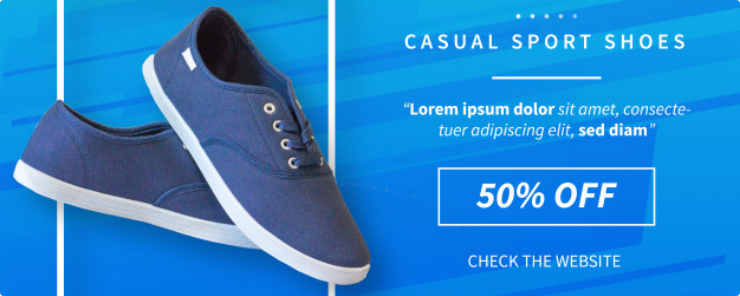 CASUAL SPORT SHOES
“Lorem ipsum dolor sit amet, consecte-
tuer adipiscing elit, sed diam”
50% OFF
CHECK THE WEBSITE